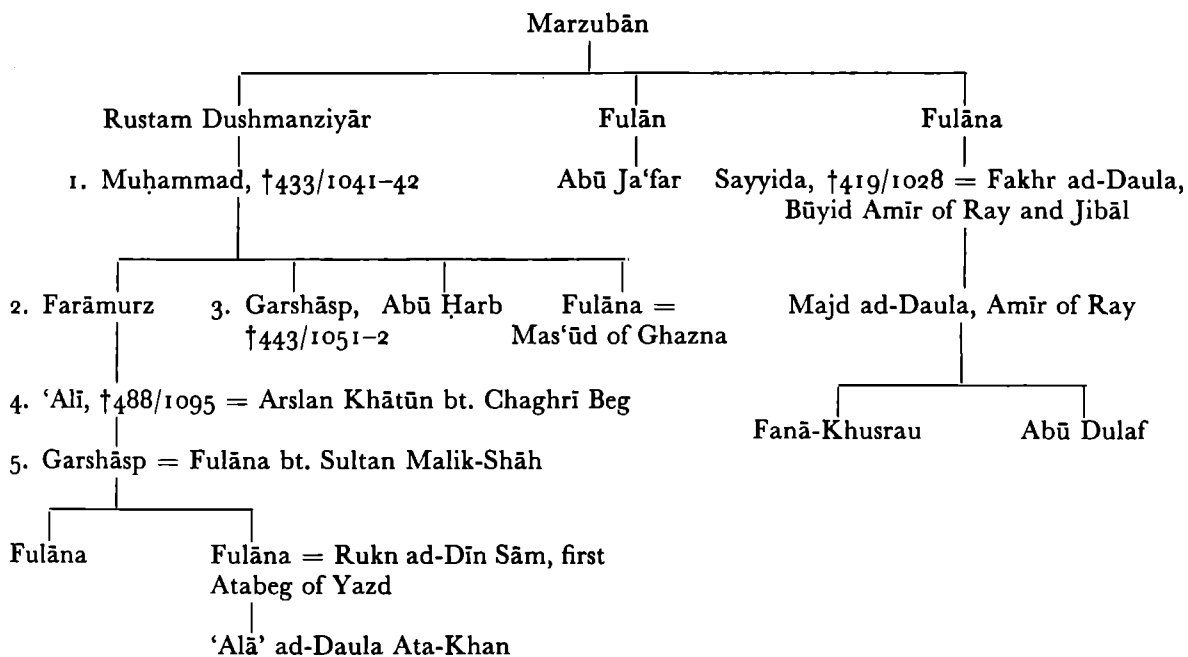 Marzubān
Rustam Dushmanziyār Fulān Fulāna
1. Muḥammad, †433/1041–42 Abū Ja‘far Sayyida, †419/1028 = Fakhr ad-Daula,
Būyid Amīr of Ray and Jibāl
2. Farāmurz 3. Garshāsp, Abū Ḥarb Fulāna = Majd ad-Daula, Amīr of Ray
†443/1051–2 Mas‘ūd of Ghazna
4. ‘Alī, †488/1095 = Arslan Khātūn bt. Chaghrī Beg
Fanā-Khusrau Abū Dulaf
5. Garshāsp = Fulāna bt. Sultan Malik-Shāh
Fulāna Fulāna = Rukn ad-Dīn Sām, first
Atabeg of Yazd
‘Alā’ ad-Daula Ata-Khan